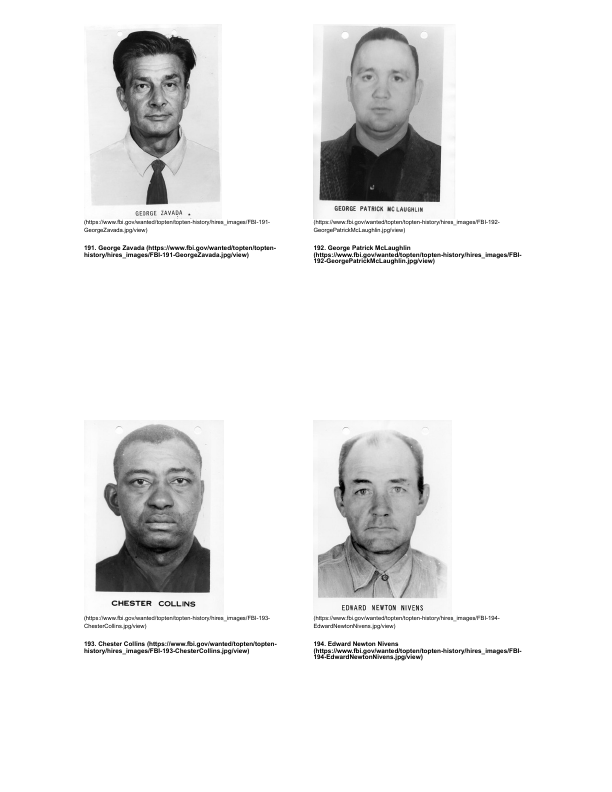 GEORGE ZAVADA
(https://www.fbi.gov/wanted/topten/topten-history/hires_images/FBI-191-
GeorgeZavada.jpg/view)
191. George Zavada (https://www.fbi.gov/wanted/topten/topten-
history/hires_images/FBI-191-GeorgeZavada.jpg/view)
GEORGE PATRICK MCLAUGHLIN
(https://www.fbi.gov/wanted/topten/topten-history/hires_images/FBI-192-
GeorgePatrickMcLaughlin.jpg/view)
192. George Patrick McLaughlin
(https://www.fbi.gov/wanted/topten/topten-history/hires_images/FBI-
192-GeorgePatrickMcLaughlin.jpg/view)
CHESTER COLLINS
(https://www.fbi.gov/wanted/topten/topten-history/hires_images/FBI-193-
ChesterCollins.jpg/view)
193. Chester Collins (https://www.fbi.gov/wanted/topten/topten-
history/hires_images/FBI-193-ChesterCollins.jpg/view)
EDWARD NEWTON NIVENS
(https://www.fbi.gov/wanted/topten/topten-history/hires_images/FBI-194-
EdwardNewtonNivens.jpg/view)
194. Edward Newton Nivens
(https://www.fbi.gov/wanted/topten/topten-history/hires_images/FBI-
194-EdwardNewtonNivens.jpg/view)